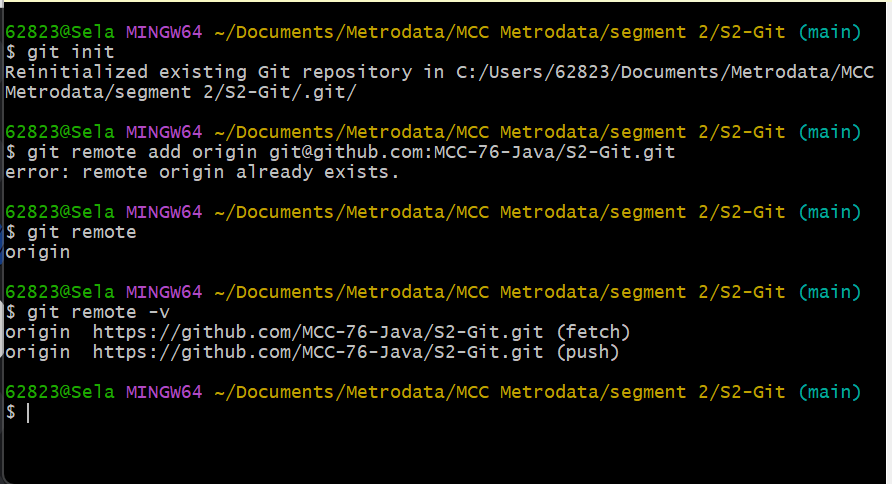 62823@Sela MINGW64 ~/Documents/Metrodata/MCC Metrodata/segment 2/S2-Git (main)
$ git init
Reinitialized existing Git repository in C:/Users/62823/Documents/Metrodata/MCC
Metrodata/segment 2/S2-Git/.git/
62823@Sela MINGW64 ~/Documents/Metrodata/MCC Metrodata/segment 2/S2-Git (main)
$ git remote add origin git@github.com:MCC-76-Java/S2-Git.git
error: remote origin already exists.
62823@Sela MINGW64 ~/Documents/Metrodata/MCC Metrodata/segment 2/S2-Git (main)
$ git remote
origin
62823@Sela MINGW64 ~/Documents/Metrodata/MCC Metrodata/segment 2/S2-Git (main)
$ git remote -v
origin  https://github.com/MCC-76-Java/S2-Git.git (fetch)
origin  https://github.com/MCC-76-Java/S2-Git.git (push)
62823@Sela MINGW64 ~/Documents/Metrodata/MCC Metrodata/segment 2/S2-Git (main)
$